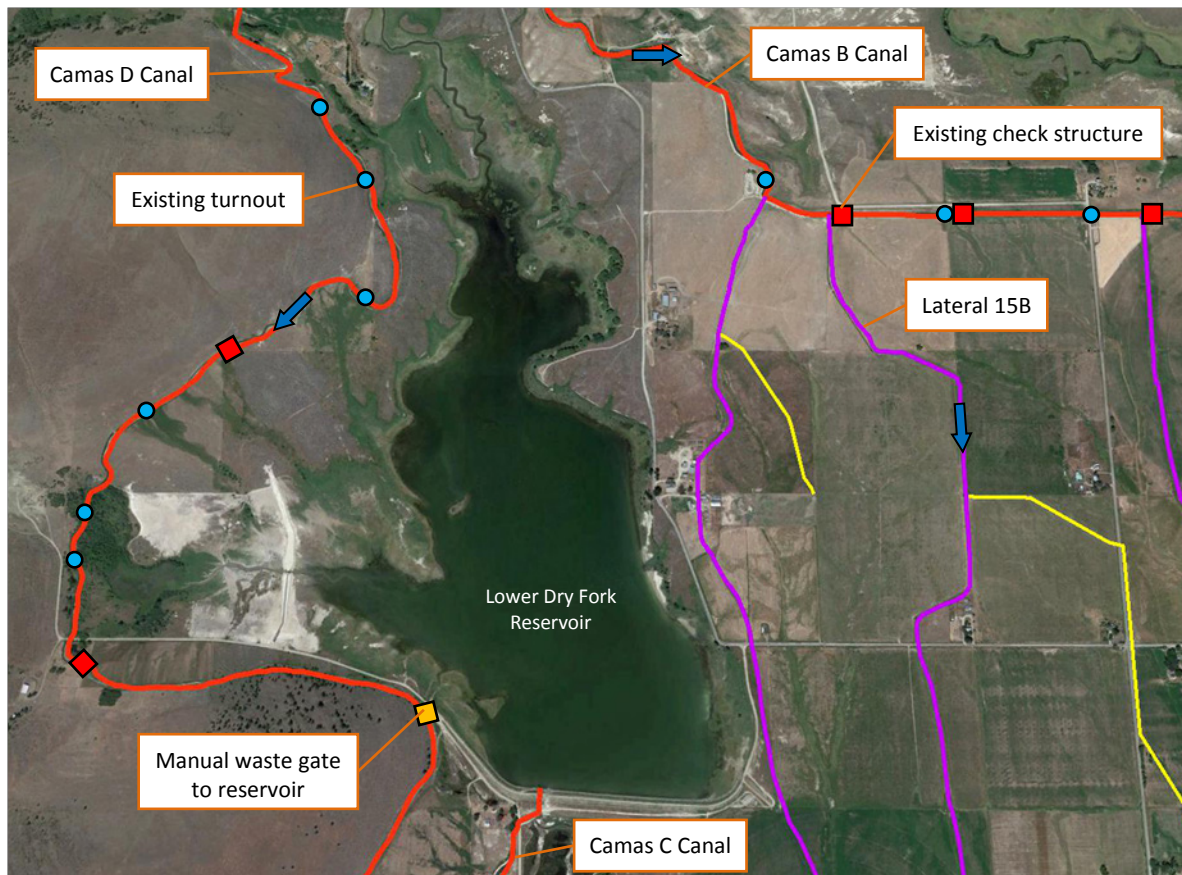 Camas D Canal
Camas B Canal
Existing check structure
Existing turnout
Lateral 15B
Lower Dry Fork
Reservoir
Manual waste gate
to reservoir
Camas C Canal